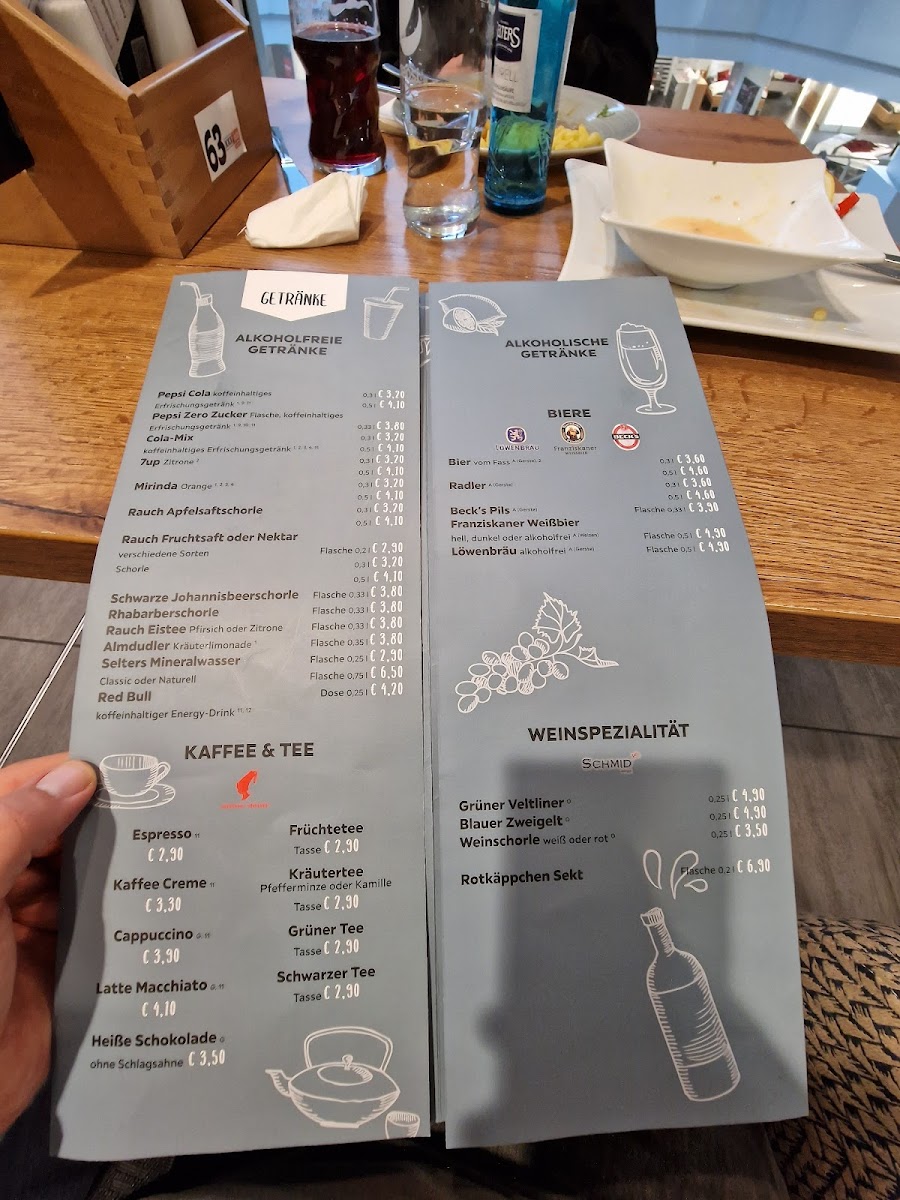 63
SELTERS
GETRÄNKE
ALKOHOLFREIE
GETRÄNKE
Pepsi Cola koffeinhaltiges 0,3 l € 3,20
Erfrischungsgetränk 0,5 l € 4,10
Pepsi Zero Zucker Flasche, koffeinhaltiges
Erfrischungsgetränk 0,33 l € 3,80
Cola-Mix 0,3 l € 3,20
koffeinhaltiges Erfrischungsgetränk 0,5 l € 4,10
7up Zitrone 0,3 l € 3,20
0,5 l € 4,10
Mirinda Orange 0,3 l € 3,20
0,5 l € 4,10
Rauch Apfelsaftschorle 0,3 l € 3,20
0,5 l € 4,10
Rauch Fruchtsaft oder Nektar
verschiedene Sorten Flasche 0,2 l € 2,90
Schorle 0,3 l € 3,20
0,5 l € 4,10
Schwarze Johannisbeerschorle Flasche 0,33 l € 3,80
Rhabarberschorle Flasche 0,33 l € 3,80
Rauch Eistee Pfirsich oder Zitrone Flasche 0,33 l € 3,80
Almdudler Kräuterlimonade Flasche 0,35 l € 3,80
Selters Mineralwasser Flasche 0,25 l € 2,90
Classic oder Naturell Flasche 0,75 l € 6,50
Red Bull Dose 0,25 l € 4,20
koffeinhaltiger Energy-Drink 11, 12
KAFFEE & TEE
Espresso 11
€ 2,90
Kaffee Creme 11
€ 3,30
Cappuccino G, 11
€ 3,90
Latte Macchiato G, 11
€ 4,10
Heiße Schokolade G
ohne Schlagsahne € 3,50
Früchtetee
Tasse € 2,90
Kräutertee
Pfefferminze oder Kamille
Tasse € 2,90
Grüner Tee
Tasse € 2,90
Schwarzer Tee
Tasse € 2,90
ALKOHOLISCHE
GETRÄNKE
BIERE
LÖWENBRÄU Franziskaner BECK'S
Bier vom Fass A (Gerste), 2 0,3 l € 3,60
0,5 l € 4,60
Radler A (Gerste) 0,3 l € 3,60
0,5 l € 4,60
Beck's Pils A (Gerste) Flasche 0,33 l € 3,90
Franziskaner Weißbier
hell, dunkel oder alkoholfrei A (Weizen) Flasche 0,5 l € 4,90
Löwenbräu alkoholfrei A (Gerste) Flasche 0,5 l € 4,90
WEINSPEZIALITÄT
SCHMID
Grüner Veltliner O 0,25 l € 4,90
Blauer Zweigelt O 0,25 l € 4,90
Weinschorle weiß oder rot O 0,25 l € 3,50
Rotkäppchen Sekt Flasche 0,2 l € 6,90